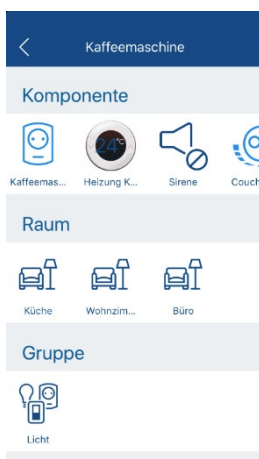 Kaffeemaschine
Komponente
24°C
Kaffeemas... Heizung K... Sirene Couch
Raum
Küche Wohnzim... Büro
Gruppe
Licht